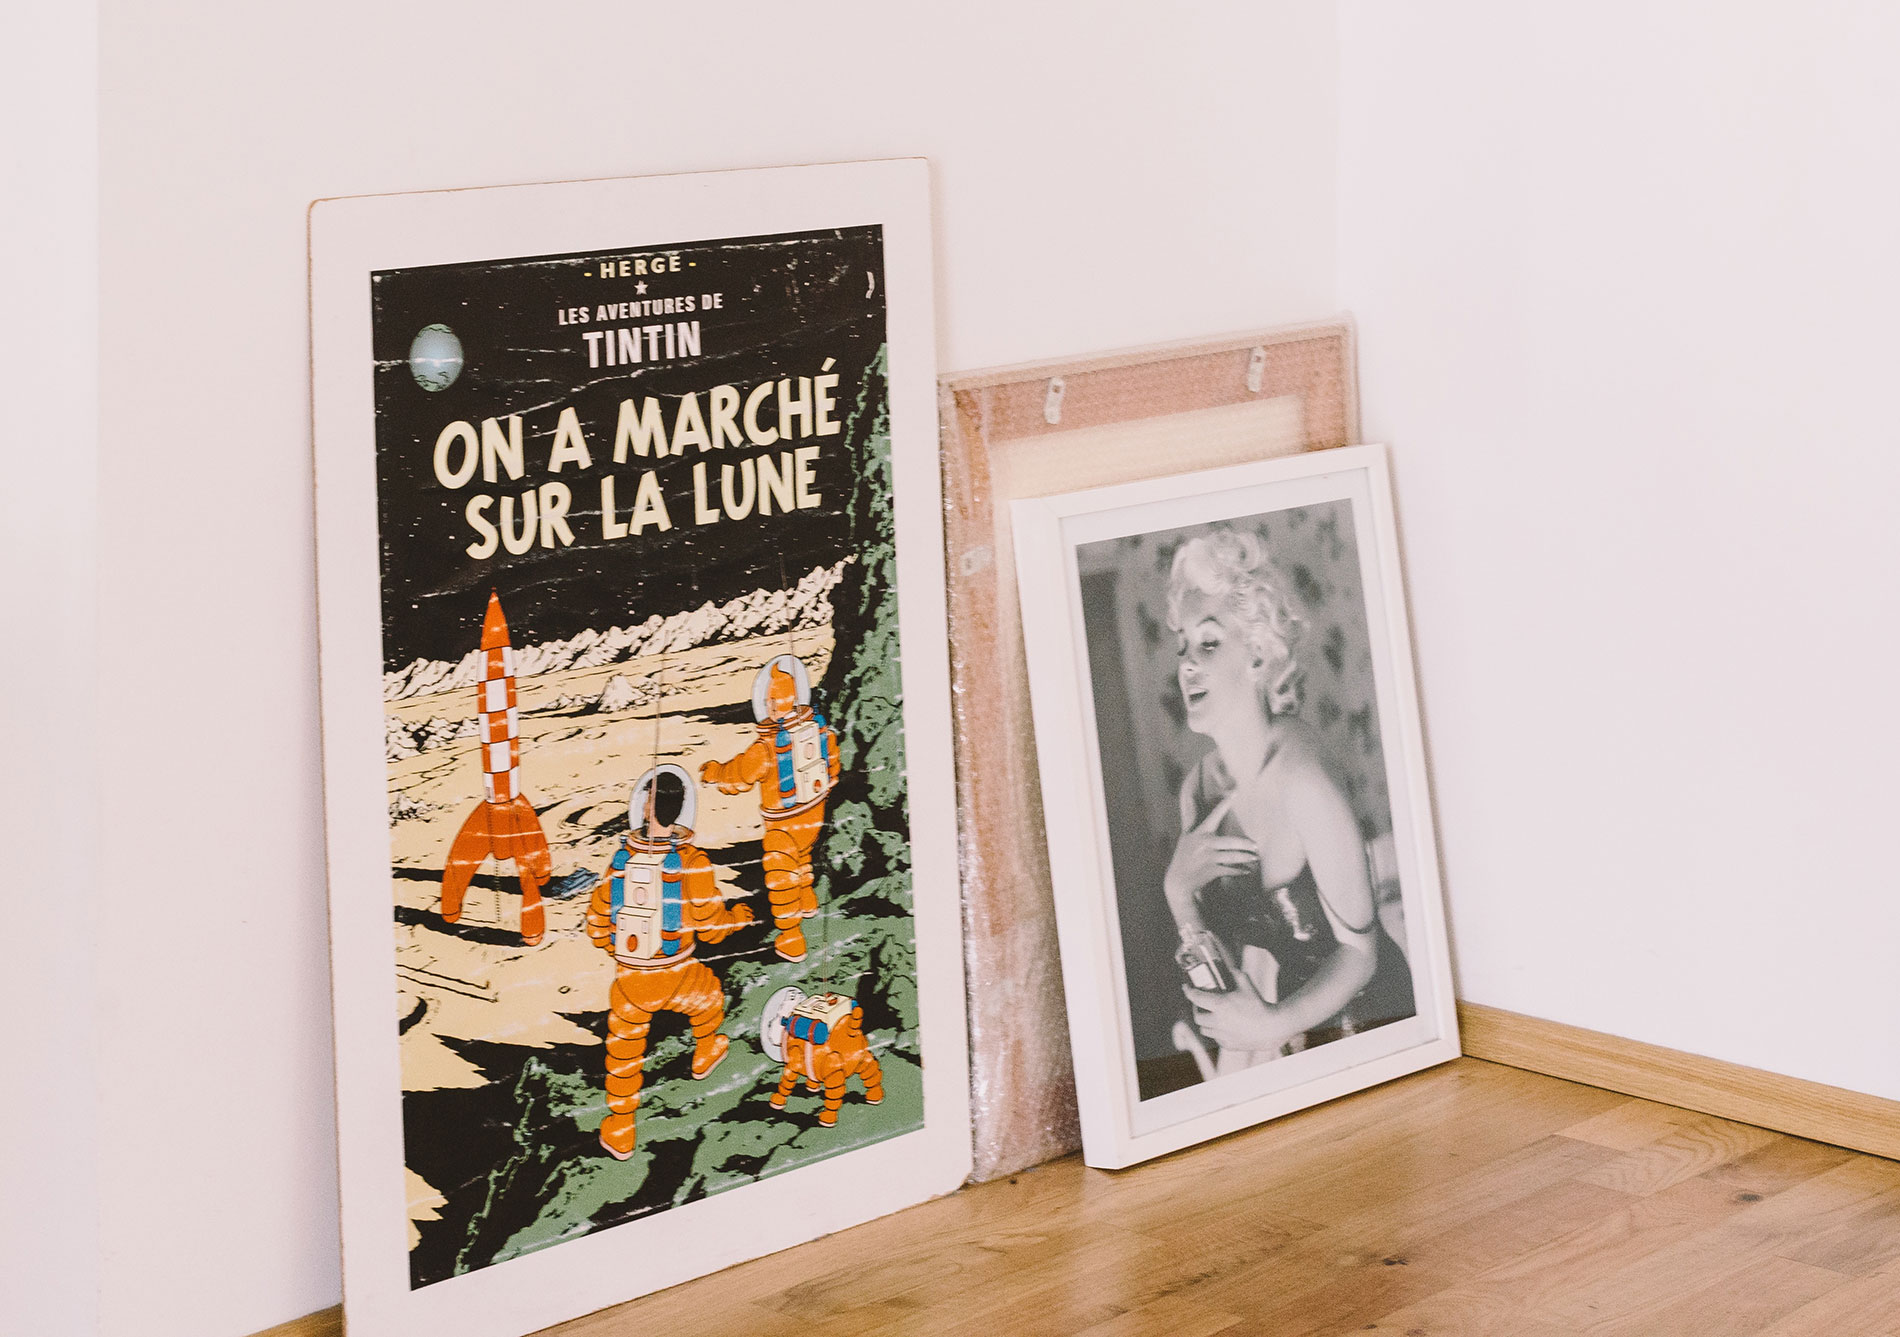 - HERGÉ -
LES AVENTURES DE
TINTIN
ON A MARCHÉ
SUR LA LUNE